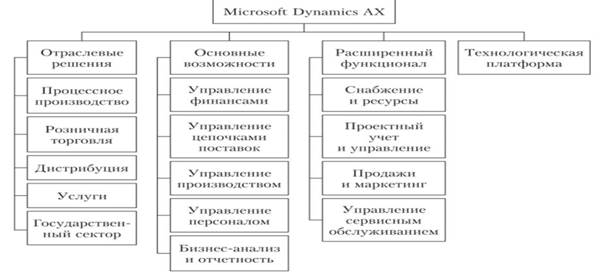 Microsoft Dynamics AX
Отраслевые
решения
Процессное
производство
Розничная
торговля
Дистрибуция
Услуги
Государствен-
ный сектор
Основные
возможности
Управление
финансами
Управление
цепочками
поставок
Управление
производством
Управление
персоналом
Бизнес-анализ
и отчетность
Расширенный
функционал
Снабжение
и ресурсы
Проектный
учет
и управление
Продажи
и маркетинг
Управление
сервисным
обслуживанием
Технологическая
платформа